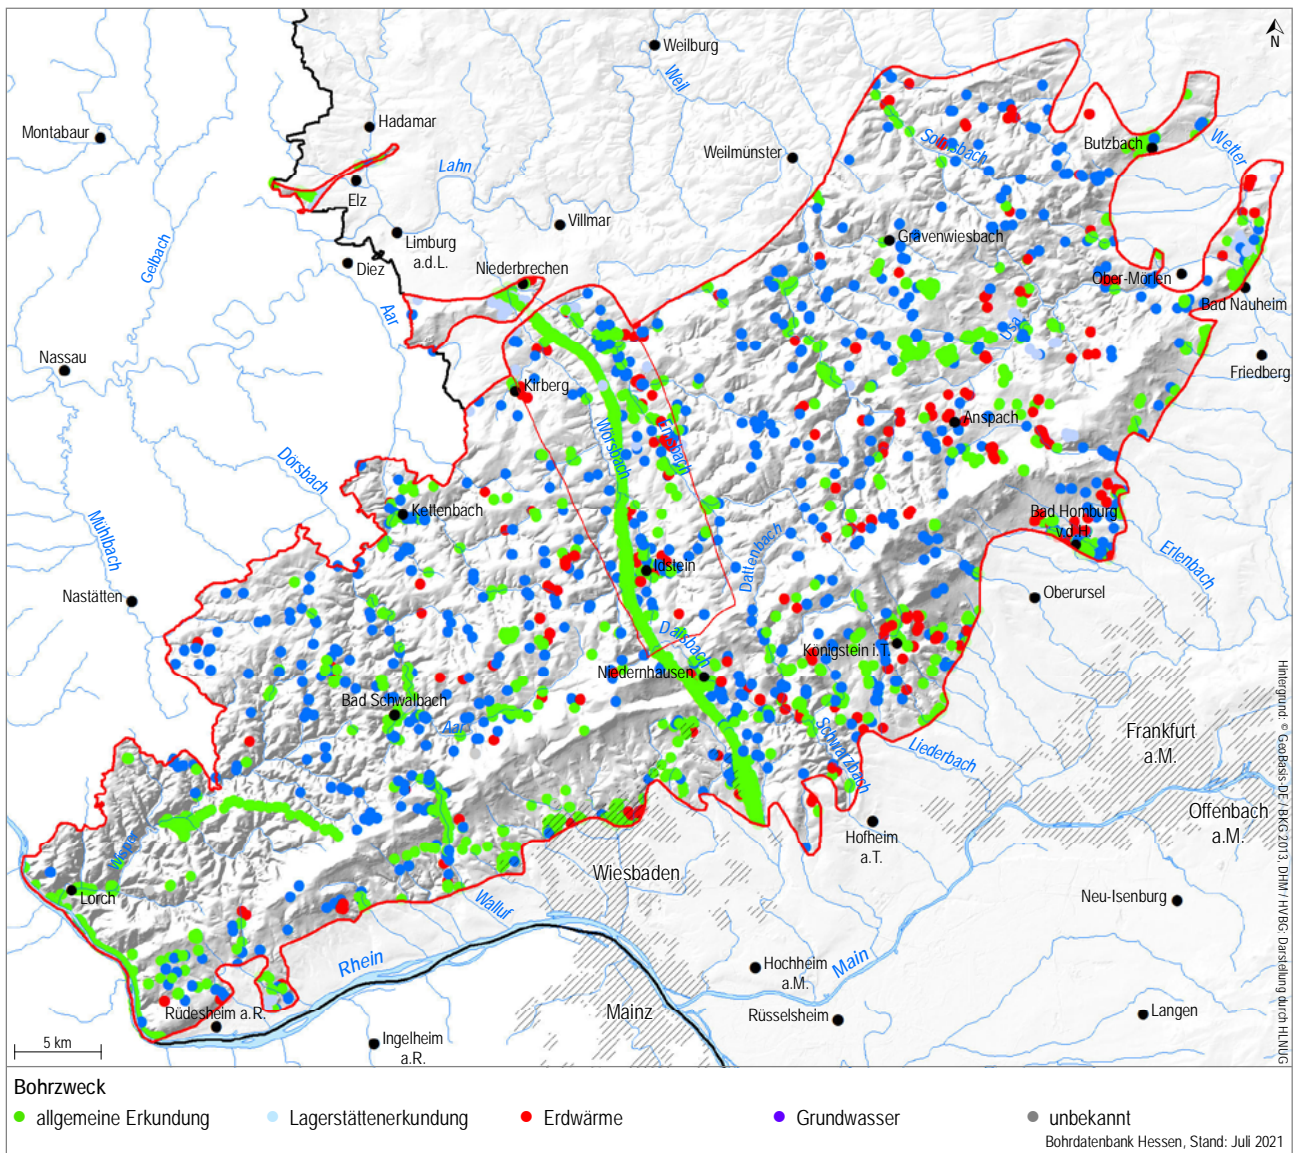 N
Weilburg
Weil
Montabaur
Hadamar
Lahn
Weilmünster
Solmsbach
Butzbach
Wetter
Elz
Villmar
Limburg
a.d.L.
Grävenwiesbach
Gelbach
Diez
Niederbrechen
Ober-Mörlen
Aar
Bad Nauheim
Usa
Nassau
Friedberg
Kirberg
Anspach
Wörsbach
Emsbach
Dörsbach
Kettenbach
Bad Homburg
v.d.H.
Mühlbach
Erlenbach
Dattenbach
Idstein
Nastätten
Oberursel
Daisbach
Königstein i.T.
Niedernhausen
Bad Schwalbach
Aar
Schwarzbach
Liederbach
Frankfurt
a.M.
Offenbach
a.M.
Wisper
Hofheim
a.T.
Wiesbaden
Lorch
Walluf
Neu-Isenburg
Rhein
Main
Hochheim
a.M.
Rüdesheim a.R.
Mainz
Rüsselsheim
Langen
Ingelheim
a.R.
5 km
Hintergrund: © GeoBasis-DE / BKG 2013, DHM / HVBG; Darstellung durch HLNUG
Bohrzweck
allgemeine Erkundung
Lagerstättenerkundung
Erdwärme
Grundwasser
unbekannt
Bohrdatenbank Hessen, Stand: Juli 2021